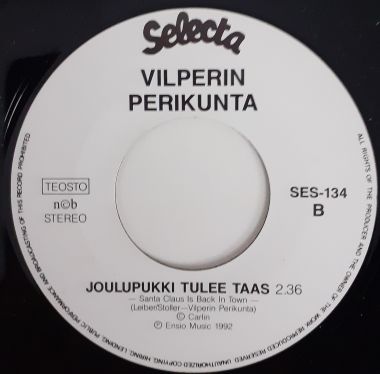 Selecta
VILPERIN
PERIKUNTA
TEOSTO
n©b
STEREO
SES-134
B
JOULUPUKKI TULEE TAAS 2.36
— Santa Claus Is Back In Town —
(Leiber/Stoller—Vilperin Perikunta)
© Carlin
© Ensio Music 1992
ALL RIGHTS OF THE PRODUCER AND OF THE OWNER OF THE WORK REPRODUCED RESERVED. UNAUTHORIZED COPYING, HIRING, LENDING, PUBLIC PERFORMANCE AND BROADCASTING OF THIS RECORD PROHIBITED